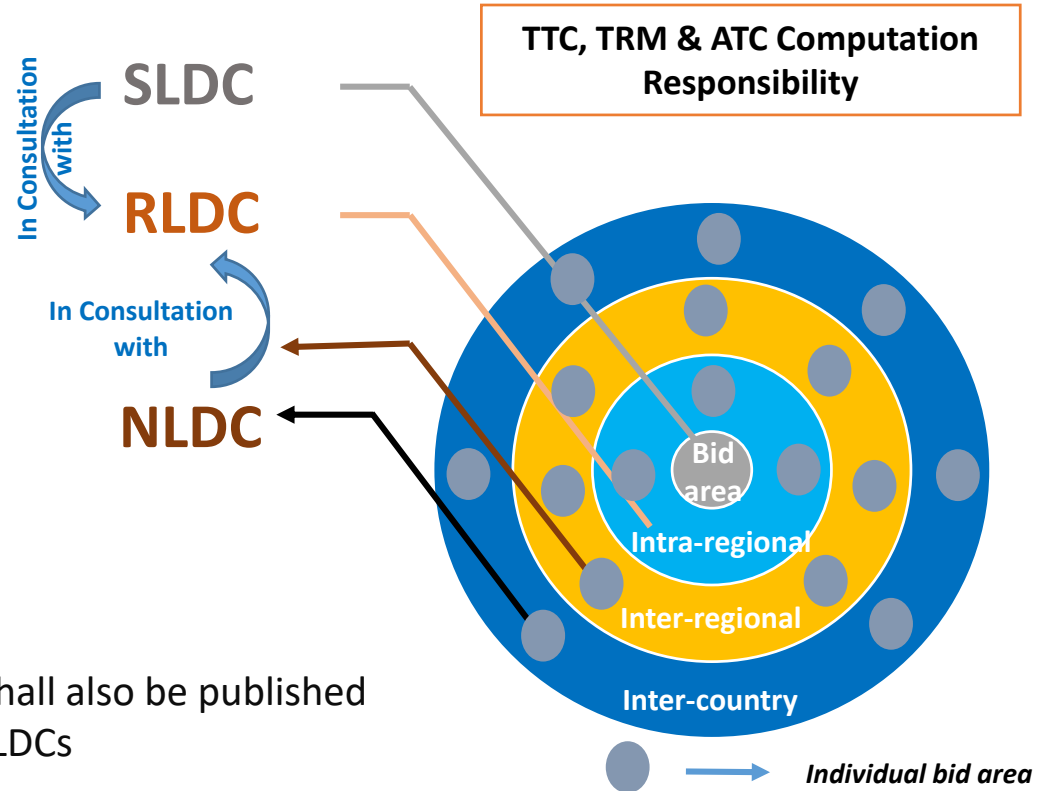 TTC, TRM & ATC Computation
Responsibility
SLDC
In Consultation
with
RLDC
In Consultation
with
NLDC
Bid
area
Intra-regional
Inter-regional
Inter-country
hall also be published
LDCs
Individual bid area